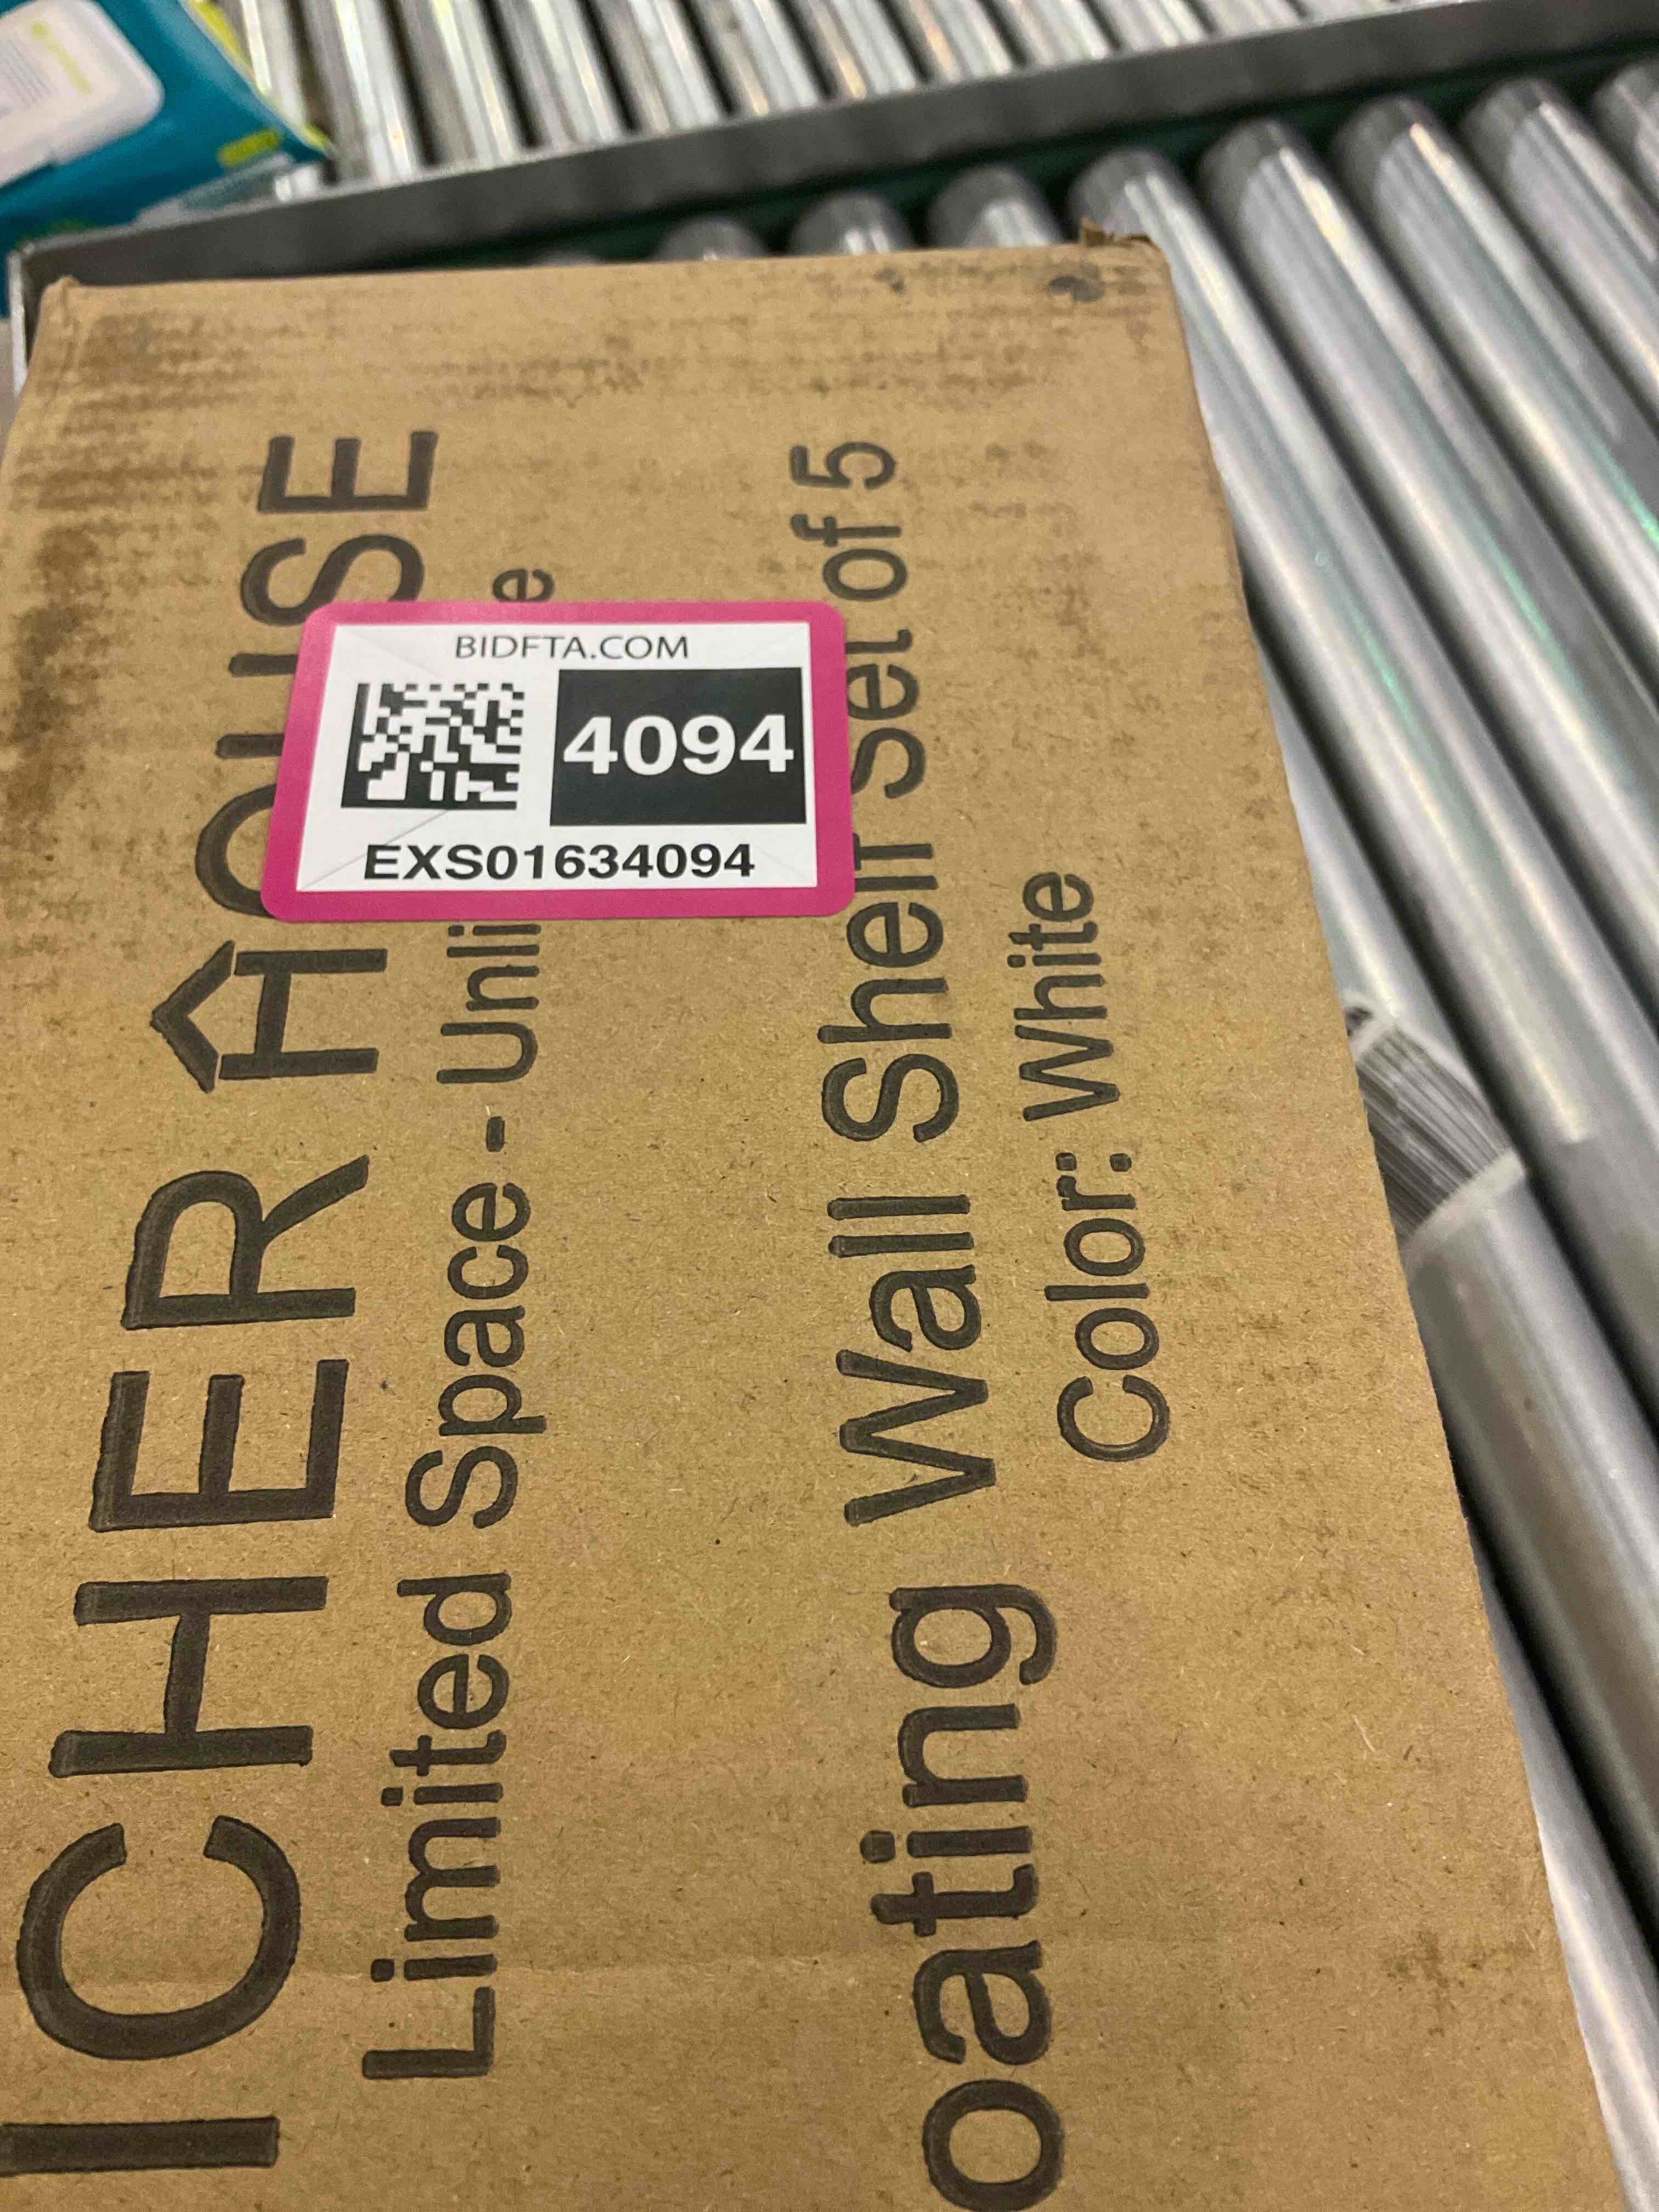 BIDFTA.COM
4094
EXS01634094
ICHER HOUSE
Limited Space - Unli e
oating Wall Shelf Set of 5
Color: White